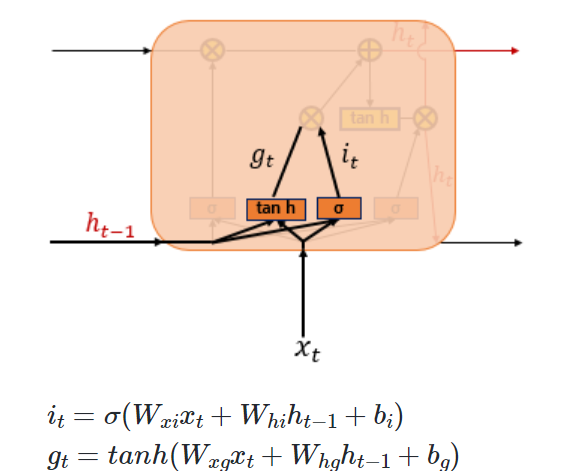 h_t
⊗ ⊕
⊗ tan h ⊗
g_t i_t
h_t
σ tan h σ σ
h_{t-1}
x_t
i_t = σ(W_{xi}x_t + W_{hi}h_{t-1} + b_i)
g_t = tanh(W_{xg}x_t + W_{hg}h_{t-1} + b_g)